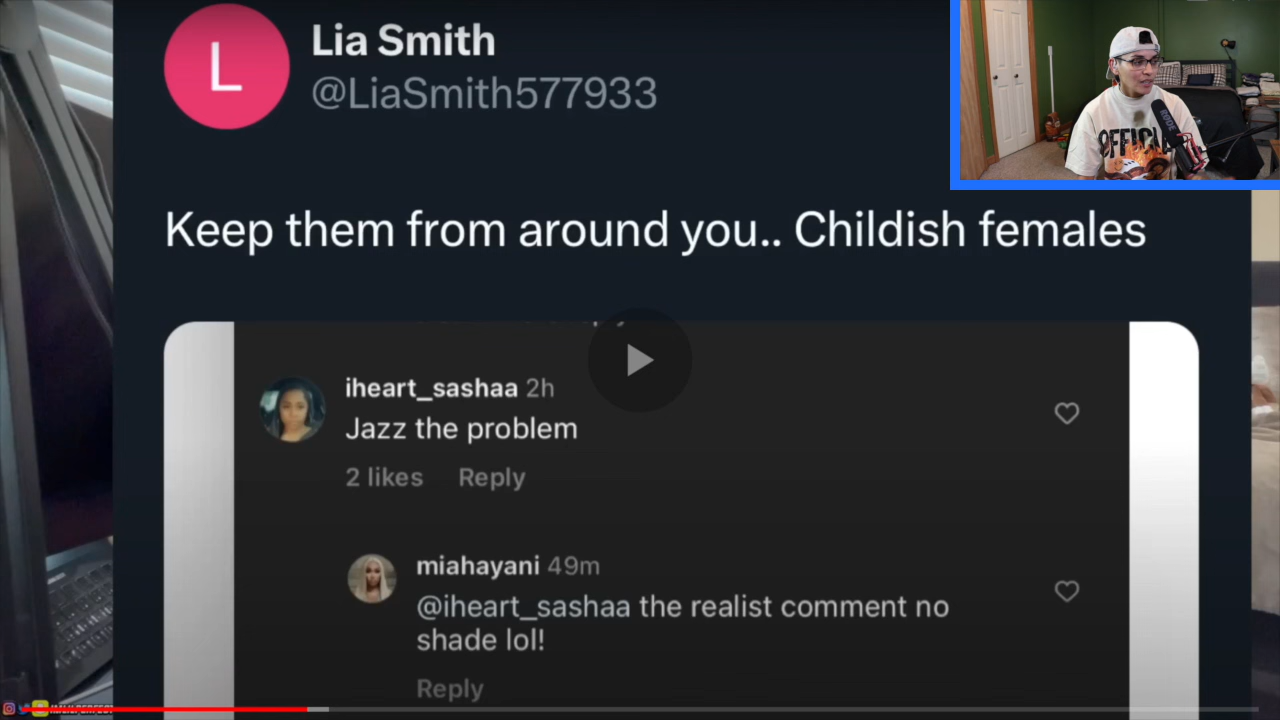 L
Lia Smith
@LiaSmith577933
Keep them from around you.. Childish females
iheart_sashaa 2h
Jazz the problem
2 likes Reply
miahayani 49m
@iheart_sashaa the realist comment no
shade lol!
Reply